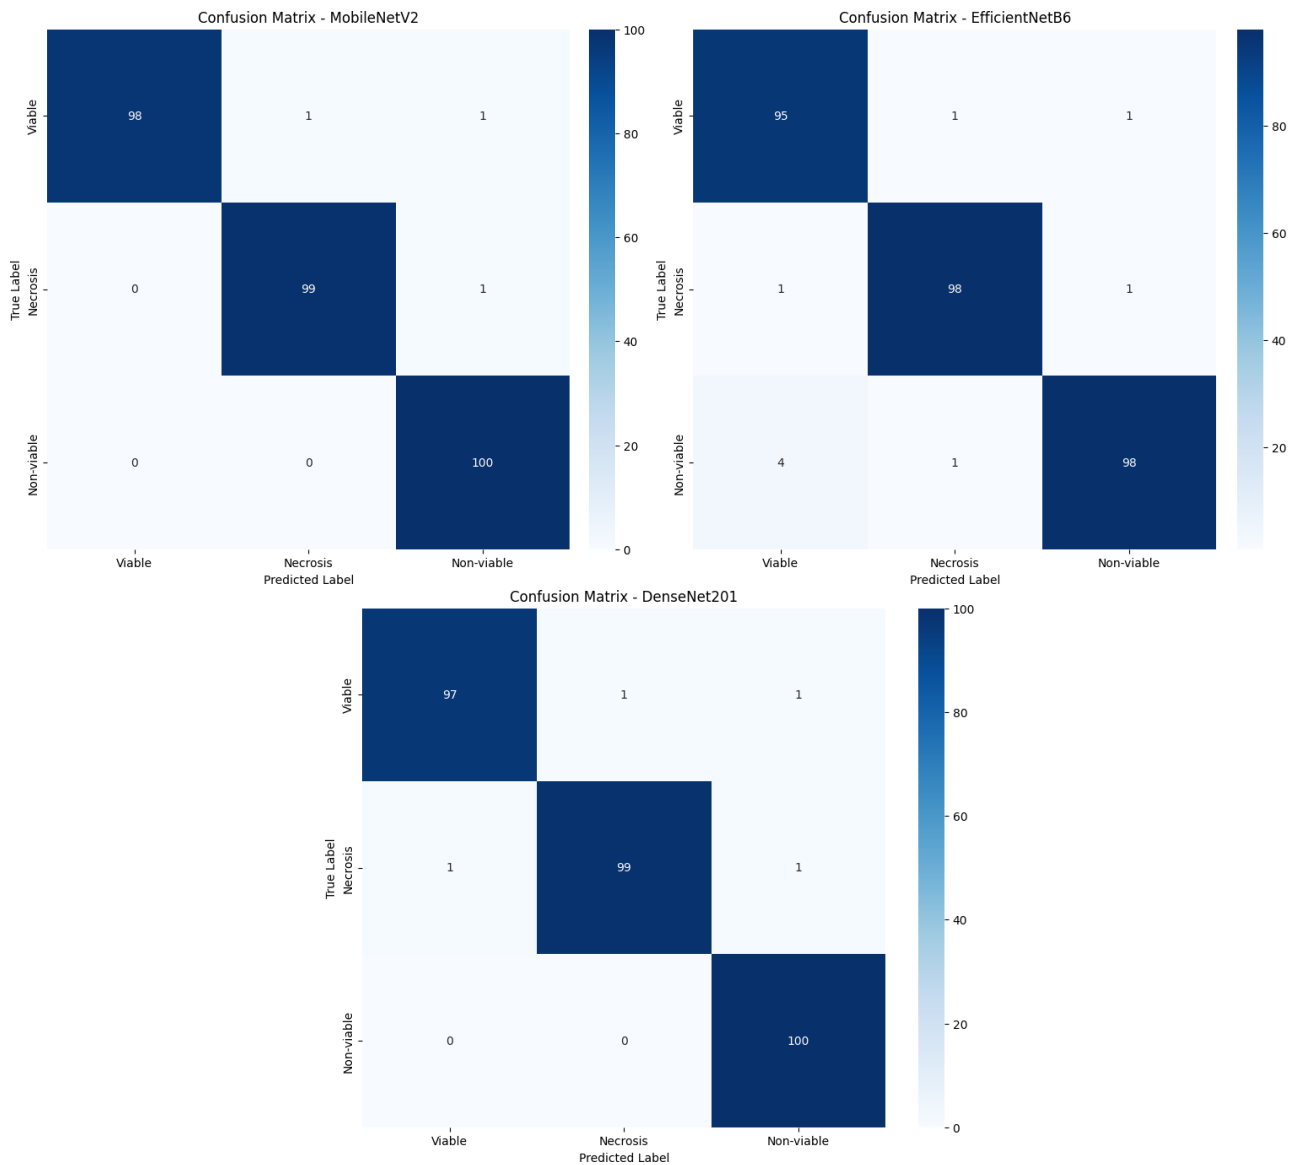 Confusion Matrix - MobileNetV2
Viable
98
1
1
True Label
Necrosis
0
99
1
Non-viable
0
0
100
Viable
Necrosis
Non-viable
Predicted Label
100
80
60
40
20
0
Confusion Matrix - EfficientNetB6
Viable
95
1
1
True Label
Necrosis
1
98
1
Non-viable
4
1
98
Viable
Necrosis
Non-viable
Predicted Label
80
60
40
20
Confusion Matrix - DenseNet201
Viable
97
1
1
True Label
Necrosis
1
99
1
Non-viable
0
0
100
Viable
Necrosis
Non-viable
Predicted Label
100
80
60
40
20
0